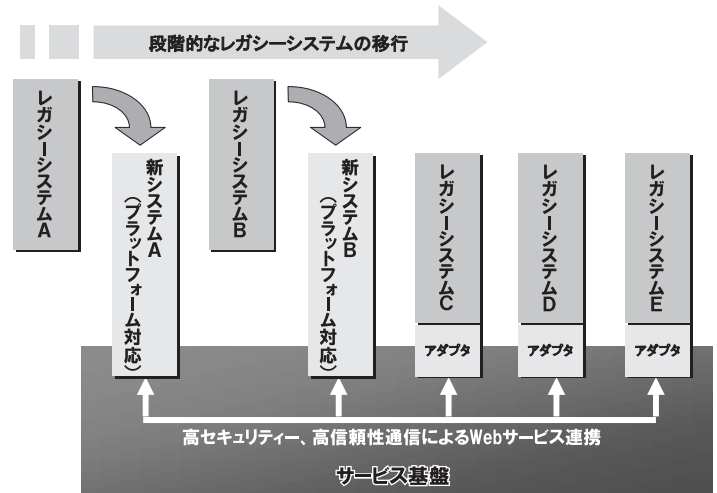 段階的なレガシーシステムの移行
レガシーシステムA
新システムA
（プラットフォーム対応）
レガシーシステムB
新システムB
（プラットフォーム対応）
レガシーシステムC
アダプタ
レガシーシステムD
アダプタ
レガシーシステムE
アダプタ
高セキュリティー、高信頼性通信によるWebサービス連携
サービス基盤